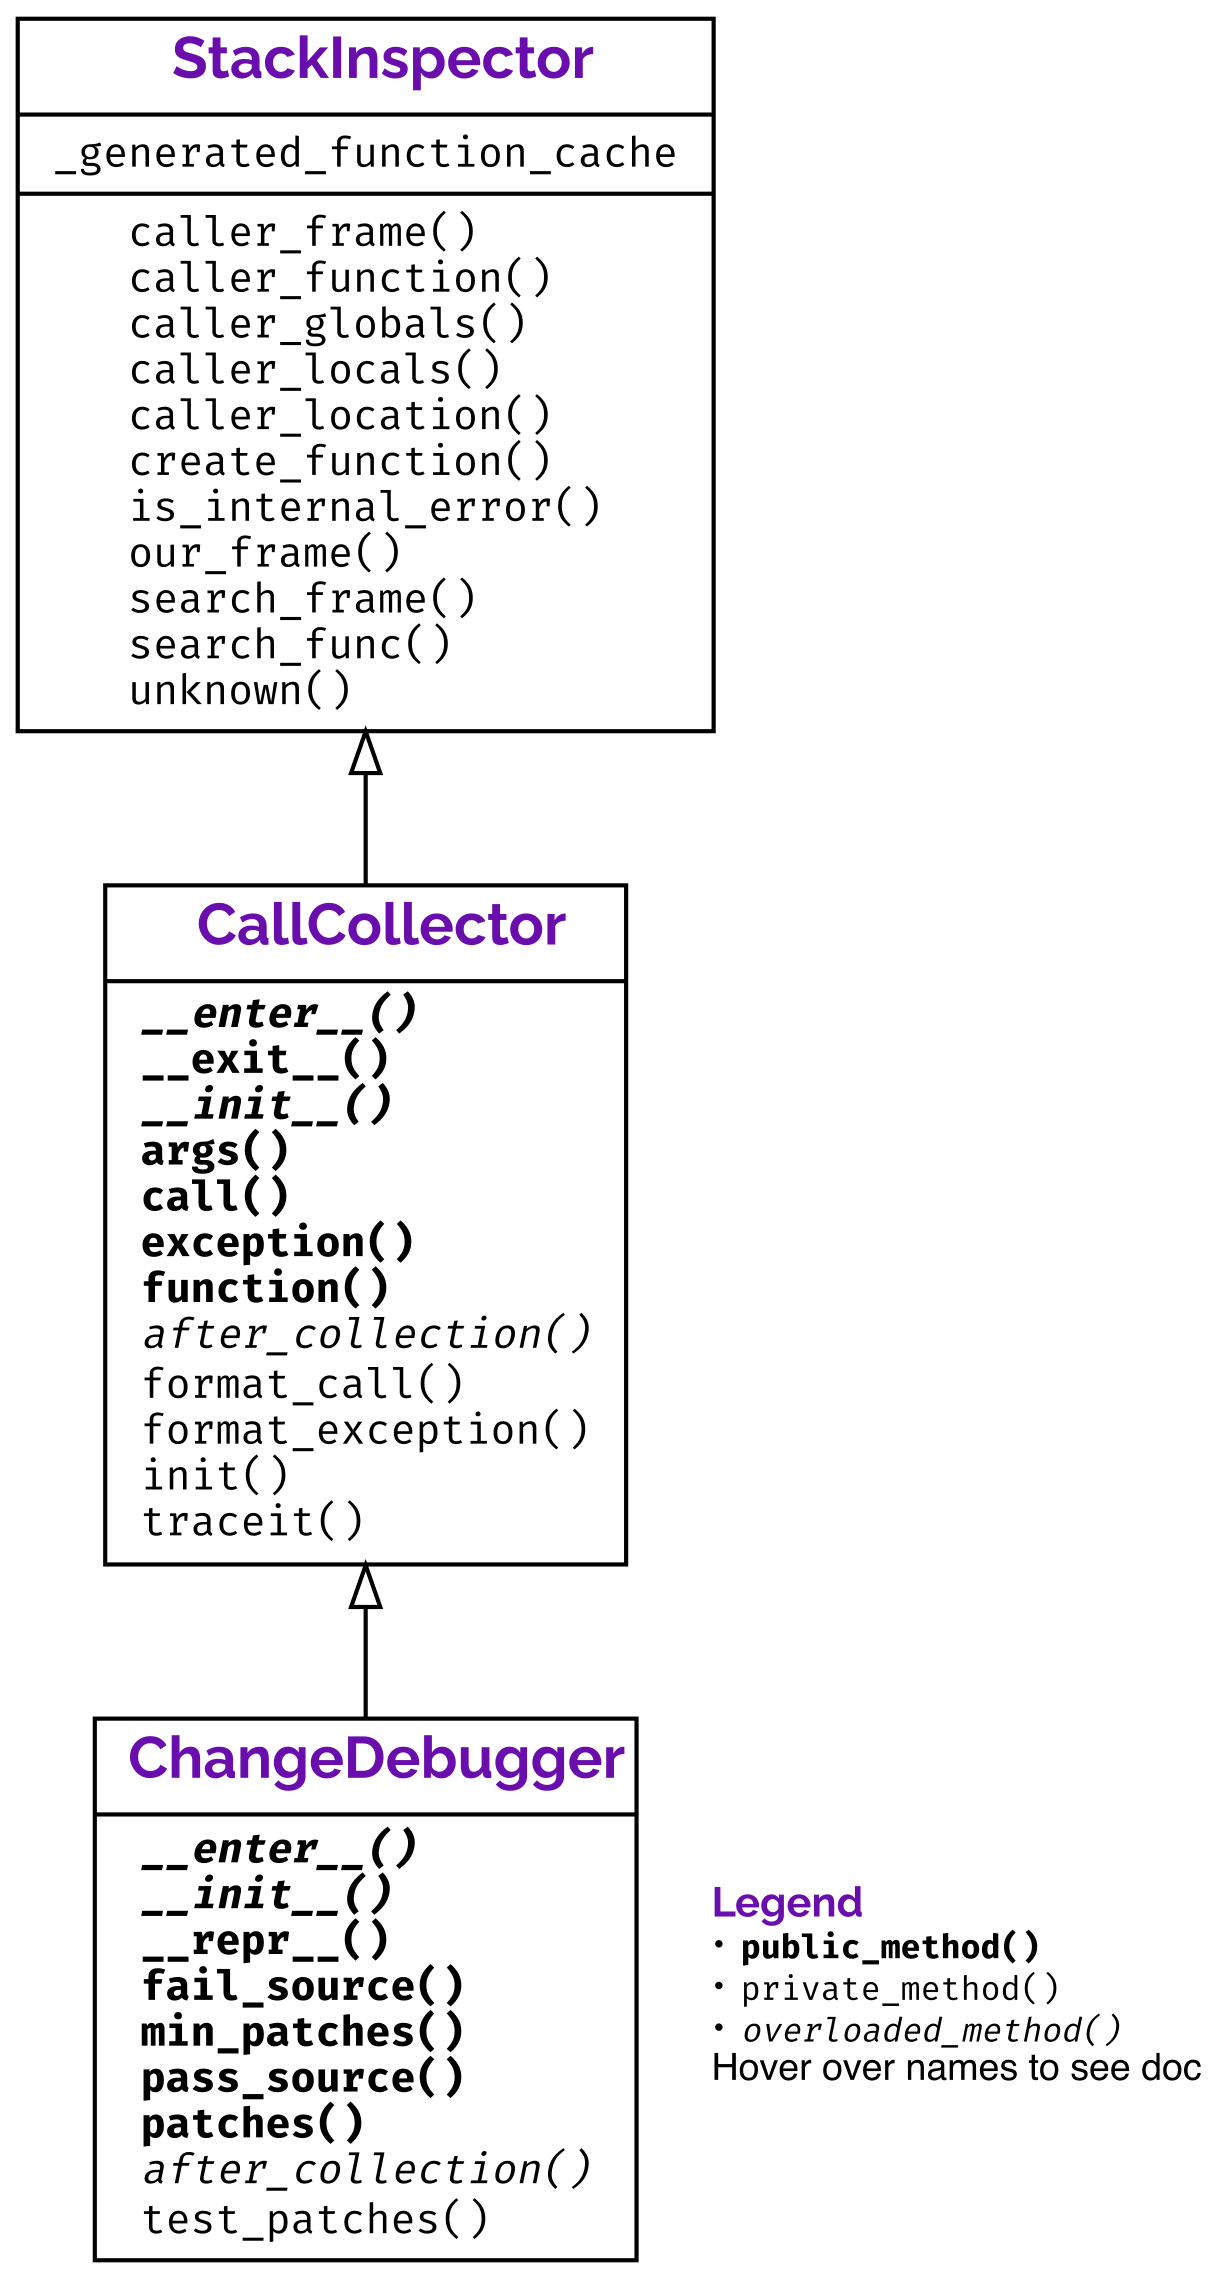 StackInspector
_generated_function_cache
caller_frame()
caller_function()
caller_globals()
caller_locals()
caller_location()
create_function()
is_internal_error()
our_frame()
search_frame()
search_func()
unknown()
CallCollector
__enter__()
__exit__()
__init__()
args()
call()
exception()
function()
after_collection()
format_call()
format_exception()
init()
traceit()
ChangeDebugger
__enter__()
__init__()
__repr__()
fail_source()
min_patches()
pass_source()
patches()
after_collection()
test_patches()
Legend
• public_method()
• private_method()
• overloaded_method()
Hover over names to see doc